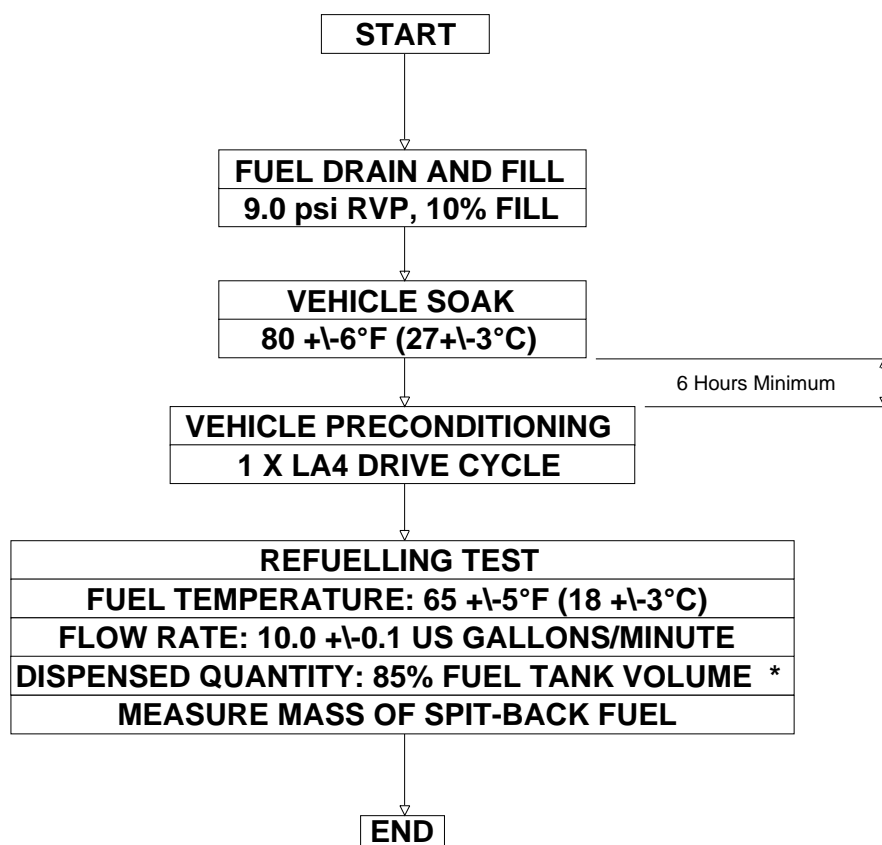 START
FUEL DRAIN AND FILL
9.0 psi RVP, 10% FILL
VEHICLE SOAK
80 +\-6°F (27+\-3°C)
6 Hours Minimum
VEHICLE PRECONDITIONING
1 X LA4 DRIVE CYCLE
REFUELLING TEST
FUEL TEMPERATURE: 65 +\-5°F (18 +\-3°C)
FLOW RATE: 10.0 +\-0.1 US GALLONS/MINUTE
DISPENSED QUANTITY: 85% FUEL TANK VOLUME *
MEASURE MASS OF SPIT-BACK FUEL
END